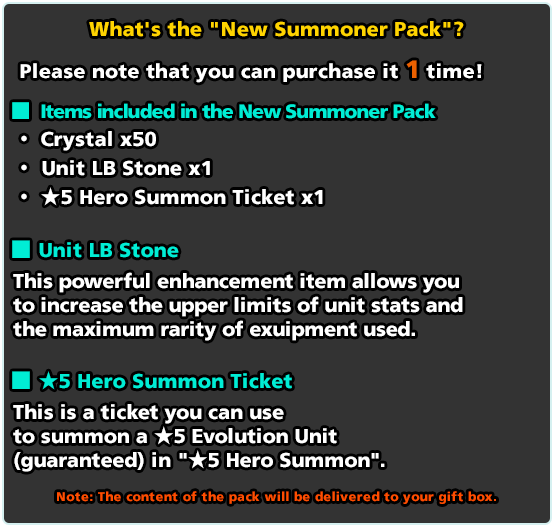 What's the "New Summoner Pack"?
Please note that you can purchase it 1 time!
■ Items included in the New Summoner Pack
• Crystal x50
• Unit LB Stone x1
• ★5 Hero Summon Ticket x1
■ Unit LB Stone
This powerful enhancement item allows you
to increase the upper limits of unit stats and
the maximum rarity of exuipment used.
■ ★5 Hero Summon Ticket
This is a ticket you can use
to summon a ★5 Evolution Unit
(guaranteed) in "★5 Hero Summon".
Note: The content of the pack will be delivered to your gift box.